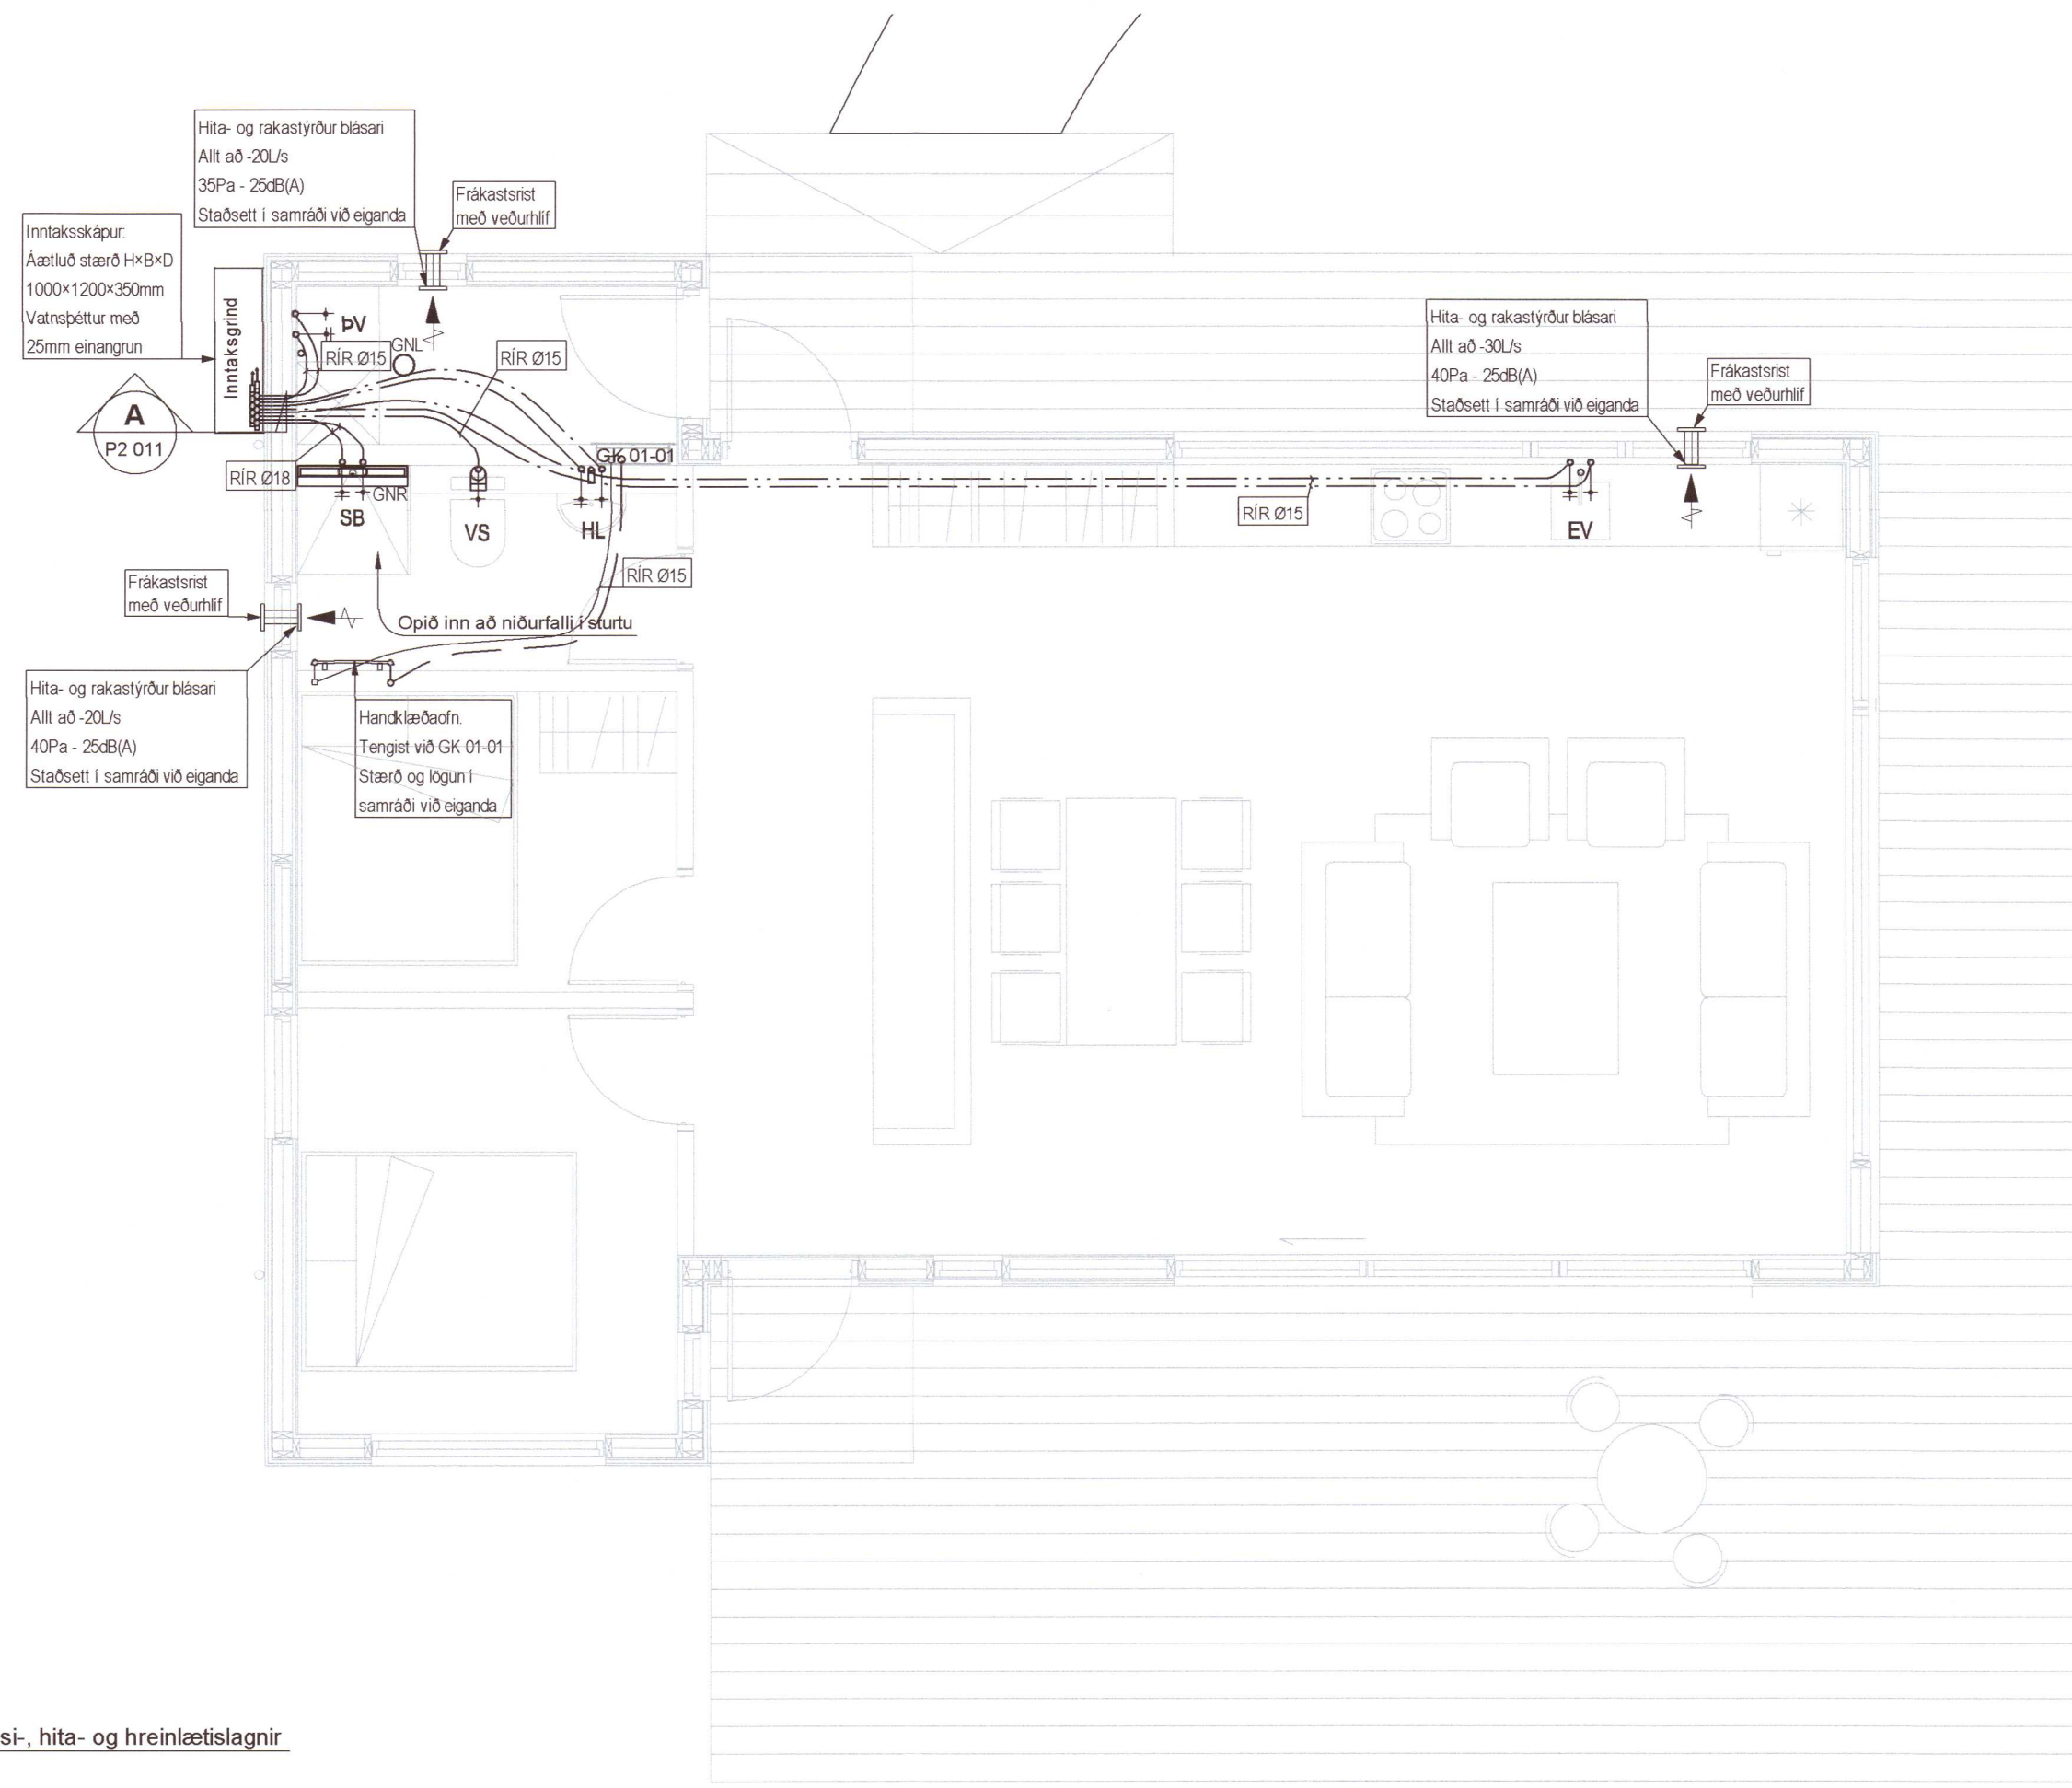 Hita- og rakastýrður blásari
Allt að -20L/s
35Pa - 25dB(A)
Staðsett í samráði við eiganda
Frákastsrist
með veðurhlíf
Inntaksskápur:
Áætluð stærð H×B×D
1000×1200×350mm
Vatnsþéttur með
25mm einangrun
Inntaksgrind
ÞV
GNL
RÍR Ø15
RÍR Ø15
A
P2 011
RÍR Ø18
GNR
SB
VS
GK 01-01
HL
RÍR Ø15
Hita- og rakastýrður blásari
Allt að -30L/s
40Pa - 25dB(A)
Staðsett í samráði við eiganda
Frákastsrist
með veðurhlíf
RÍR Ø15
EV
Frákastsrist
með veðurhlíf
Opið inn að niðurfalli í sturtu
Hita- og rakastýrður blásari
Allt að -20L/s
40Pa - 25dB(A)
Staðsett í samráði við eiganda
Handklæðaofn.
Tengist við GK 01-01
Stærð og lögun í
samráði við eiganda
si-, hita- og hreinlætislagnir